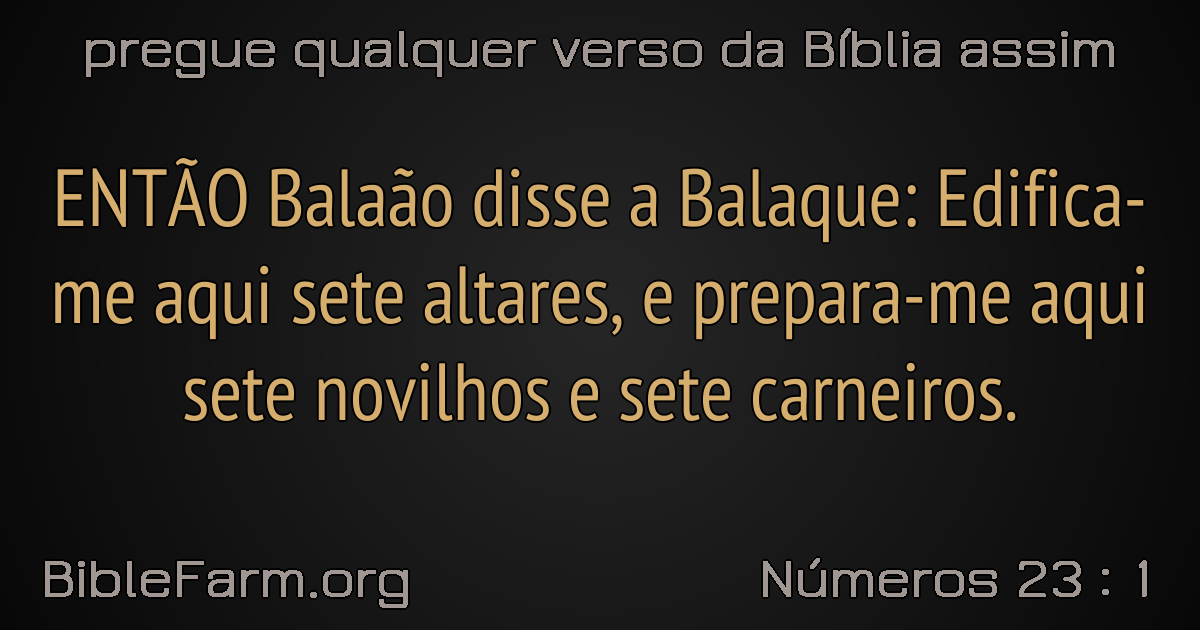 pregue qualquer verso da Bíblia assim
ENTÃO Balaão disse a Balaque: Edifica-
me aqui sete altares, e prepara-me aqui
sete novilhos e sete carneiros.
BibleFarm.org
Números 23 : 1